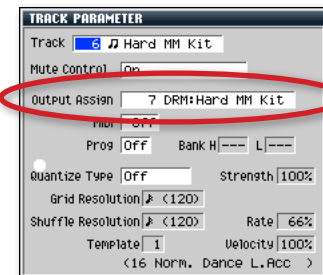 TRACK PARAMETER
Track 6 ♫ Hard MM Kit
Mute Control On
Output Assign 7 DRM:Hard MM Kit
MIDI Off
Prog Off Bank H--- L---
Quantize Type Off Strength 100%
Grid Resolution ♪ (120)
Shuffle Resolution ♪ (120) Rate 66%
Template 1 Velocity 100%
(16 Norm. Dance L.Acc )